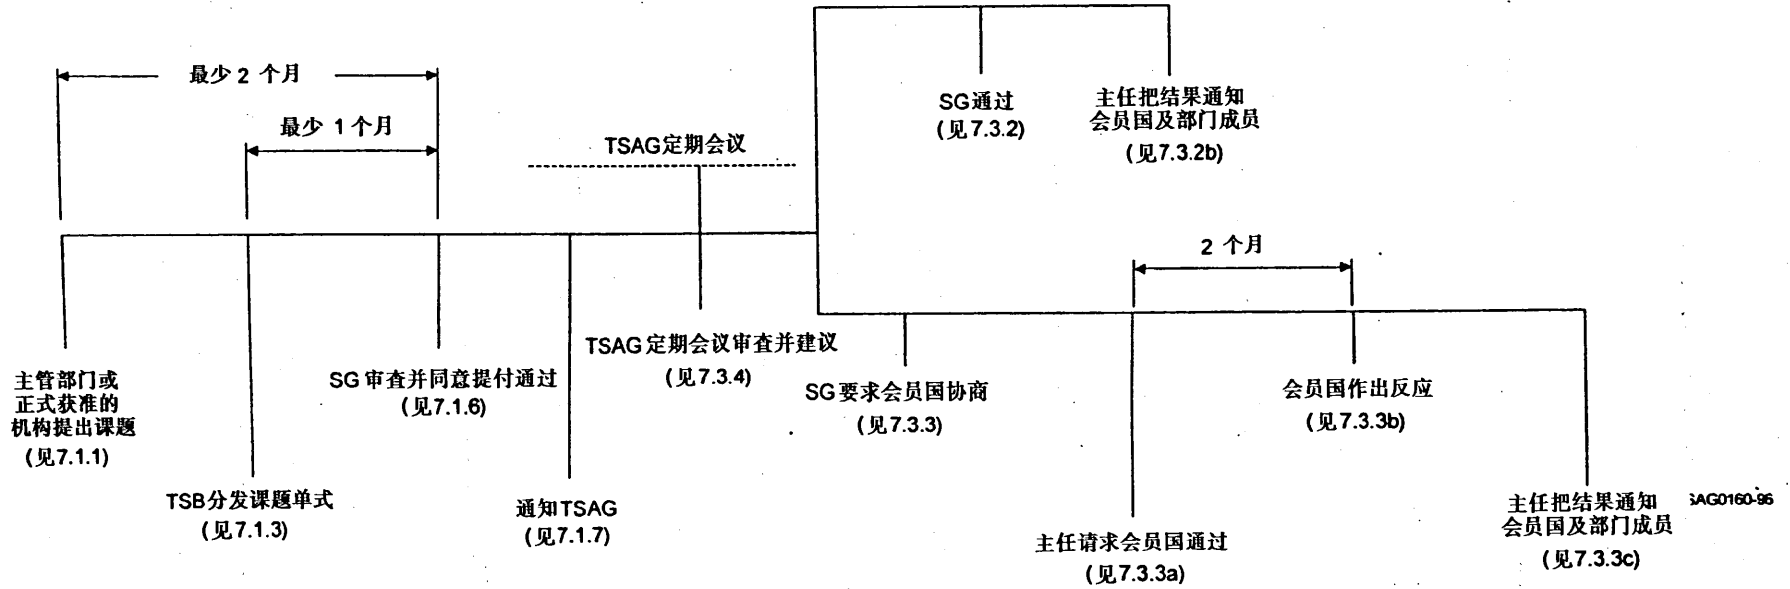 最少 2 个月
最少 1 个月
TSAG定期会议
SG通过
(见7.3.2)
主任把结果通知
会员国及部门成员
(见7.3.2b)
2 个月
主管部门或
正式获准的
机构提出课题
(见7.1.1)
TSB分发课题单式
(见7.1.3)
SG 审查并同意提付通过
(见7.1.6)
通知TSAG
(见7.1.7)
TSAG 定期会议审查并建议
(见7.3.4)
SG 要求会员国协商
(见7.3.3)
主任请求会员国通过
(见7.3.3a)
会员国作出反应
(见7.3.3b)
主任把结果通知
会员国及部门成员
(见7.3.3c)
SAG0160-96